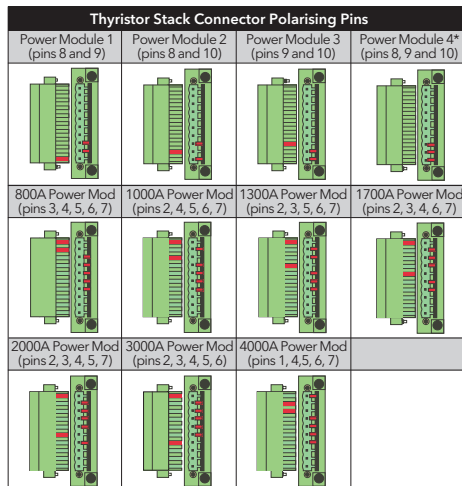 Thyristor Stack Connector Polarising Pins
Power Module 1
(pins 8 and 9)
Power Module 2
(pins 8 and 10)
Power Module 3
(pins 9 and 10)
Power Module 4*
(pins 8, 9 and 10)
800A Power Mod
(pins 3, 4, 5, 6, 7)
1000A Power Mod
(pins 2, 4, 5, 6, 7)
1300A Power Mod
(pins 2, 3, 5, 6, 7)
1700A Power Mod
(pins 2, 3, 4, 6, 7)
2000A Power Mod
(pins 2, 3, 4, 5, 7)
3000A Power Mod
(pins 2, 3, 4, 5, 6)
4000A Power Mod
(pins 1, 4,5, 6, 7)